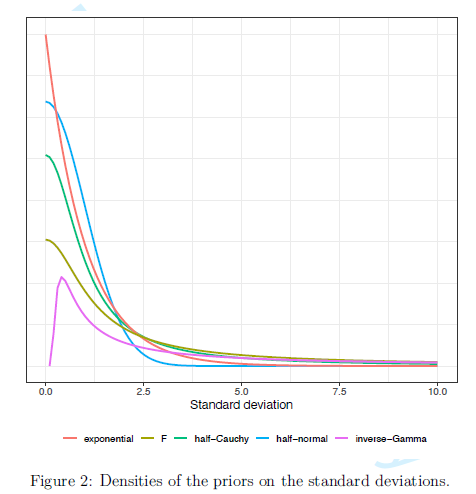 0.0 2.5 5.0 7.5 10.0
Standard deviation
exponential F half−Cauchy half−normal inverse−Gamma
Figure 2: Densities of the priors on the standard deviations.